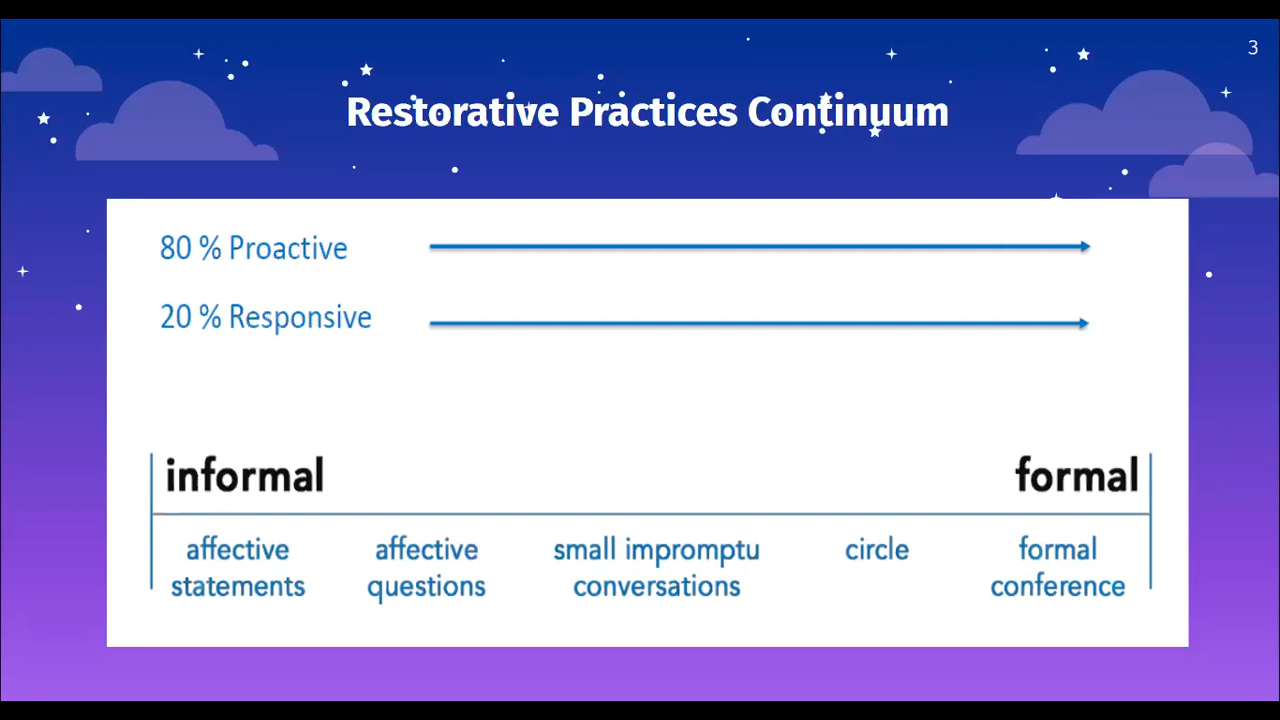 3
Restorative Practices Continuum
80 % Proactive
20 % Responsive
informal
formal
affective statements
affective questions
small impromptu conversations
circle
formal conference